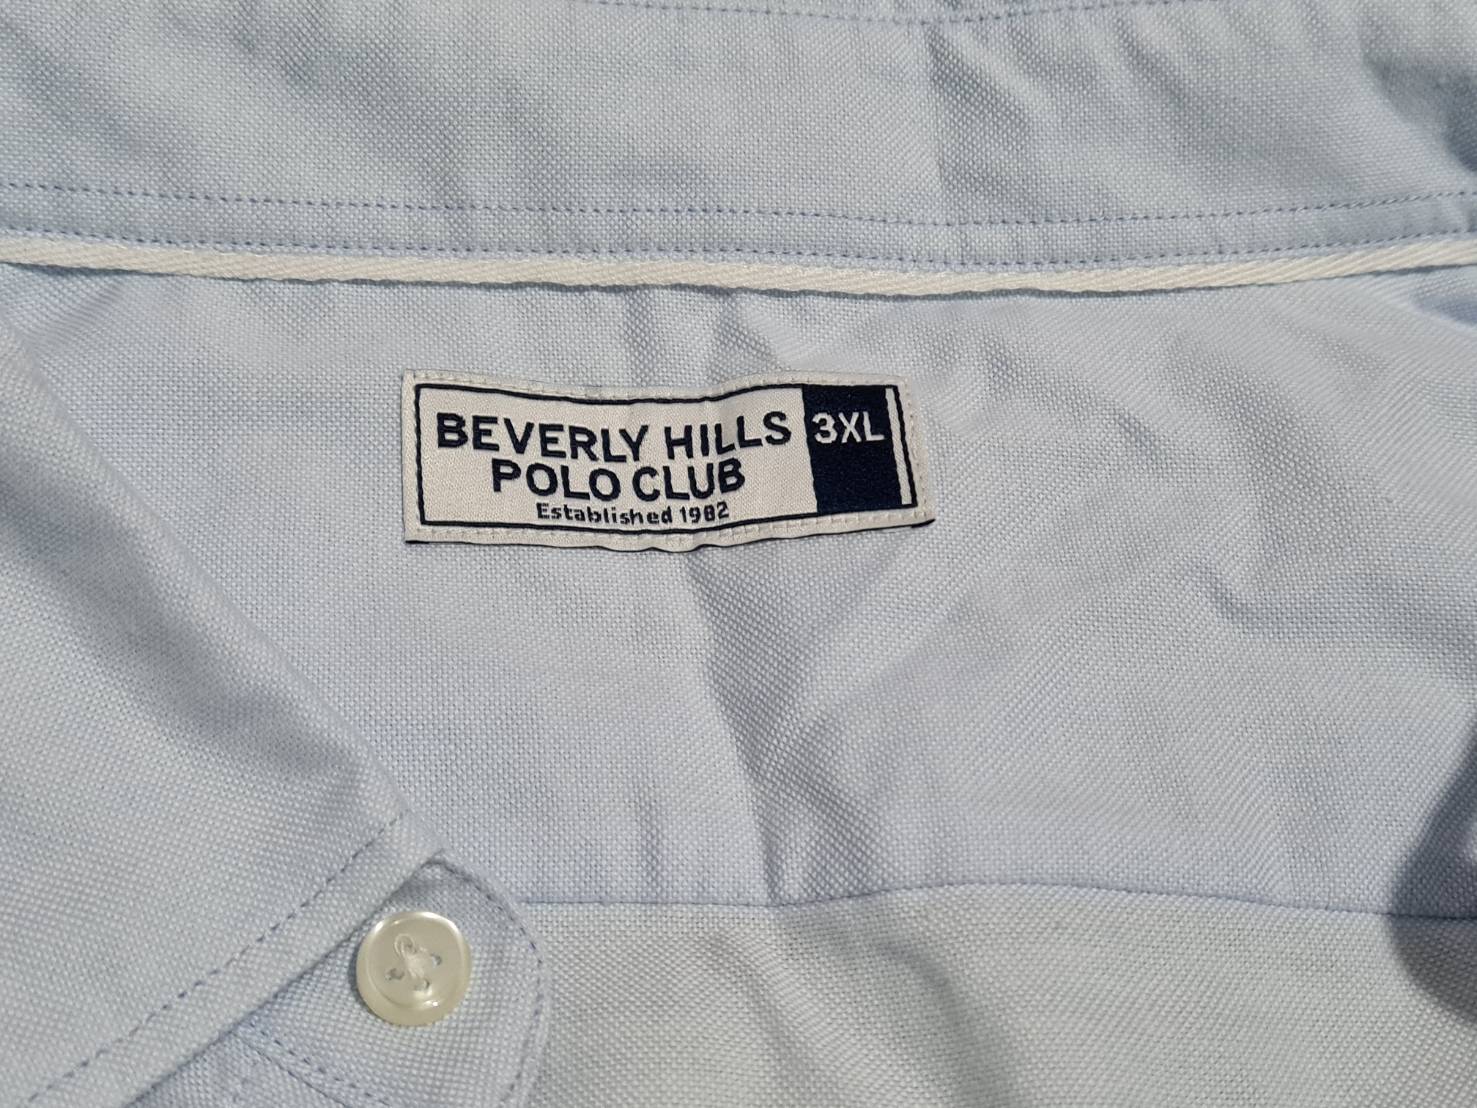 BEVERLY HILLS
POLO CLUB
Established 1982
3XL